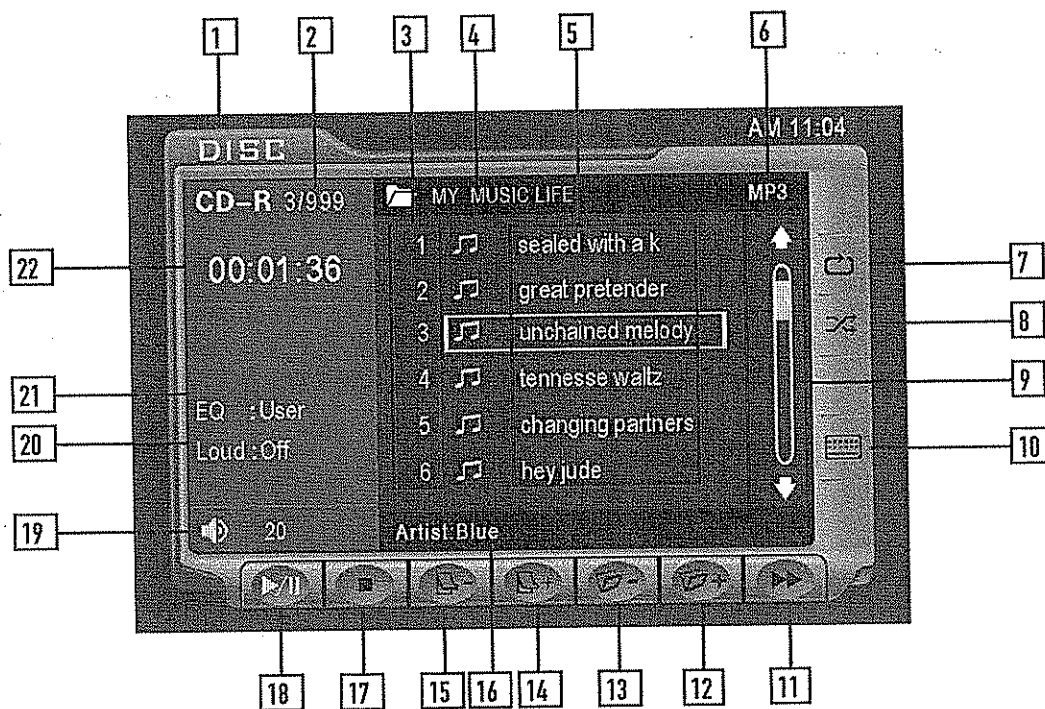 1 2 3 4 5 6
AM 11:04
DISC
CD-R 3/999
MY MUSIC LIFE
MP3
00:01:36
1 sealed with a k
2 great pretender
3 unchained melody
4 tennesse waltz
5 changing partners
6 hey jude
EQ :User
Loud :Off
20
Artist:Blue
22
21
20
19
7
8
9
10
18 17 15 16 14 13 12 11